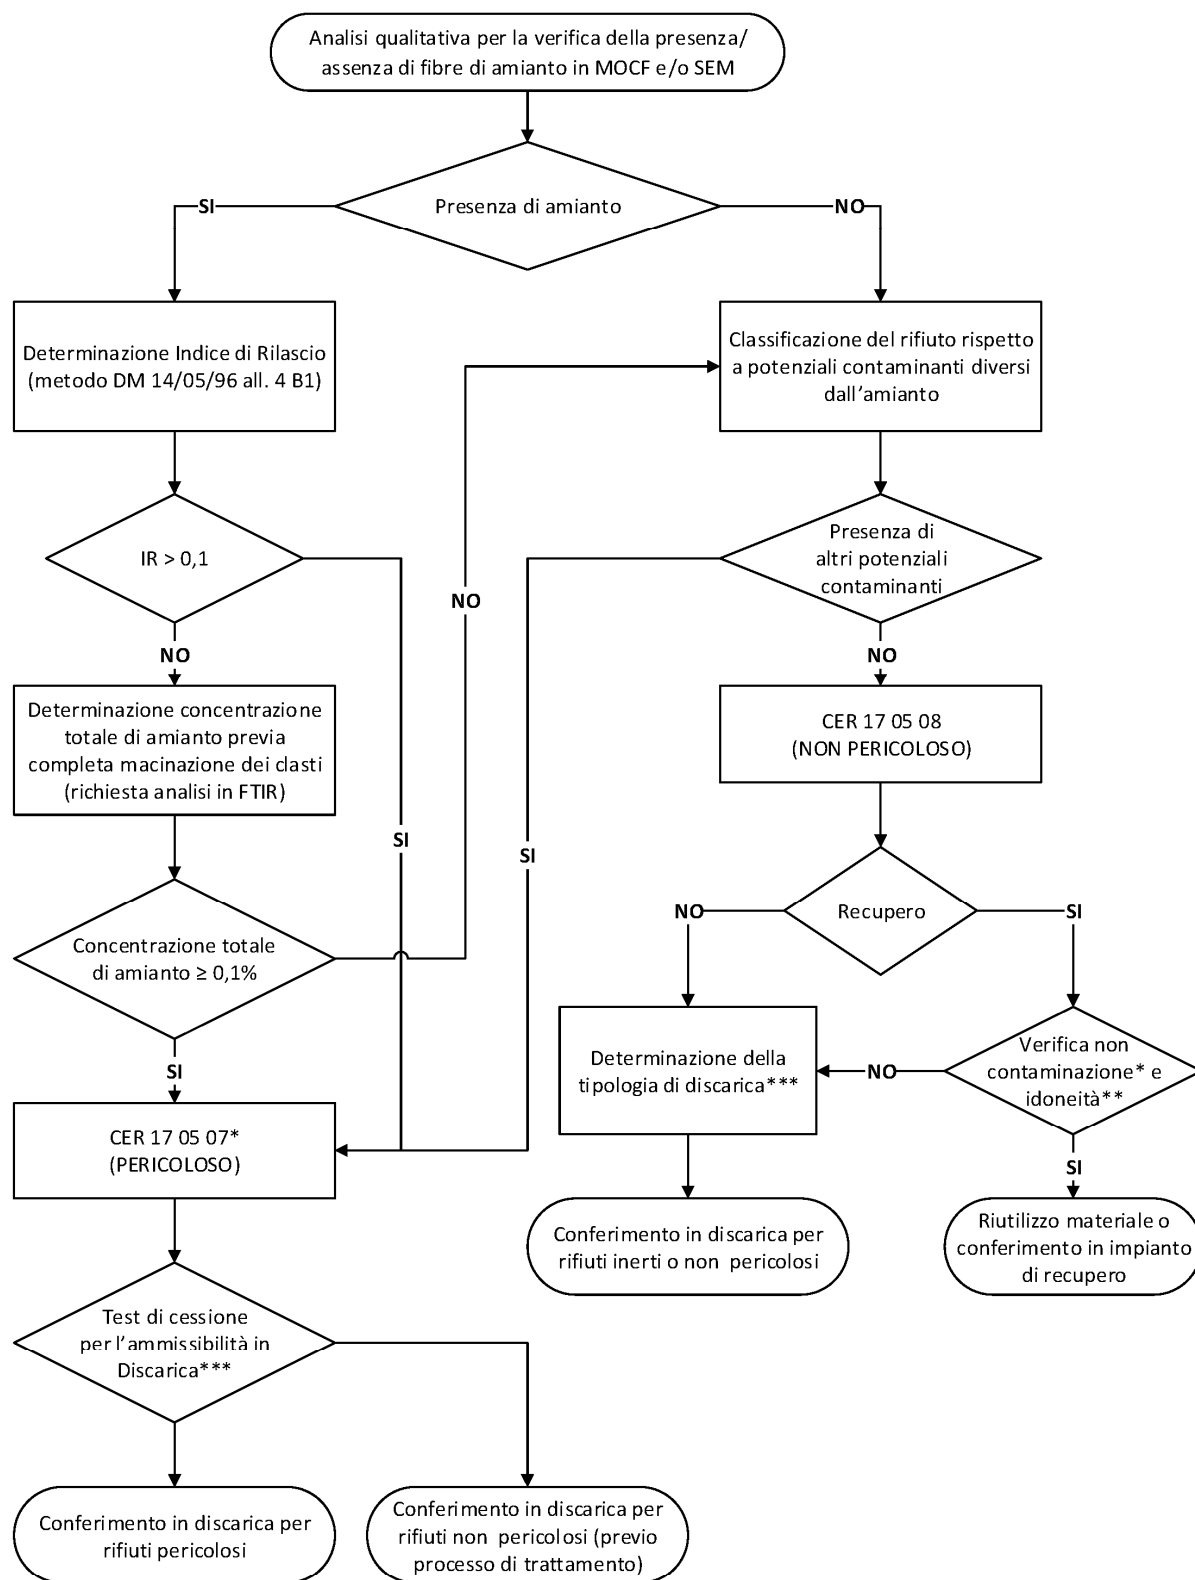 Analisi qualitativa per la verifica della presenza/
assenza di fibre di amianto in MOCF e/o SEM
Presenza di amianto
SI
NO
Determinazione Indice di Rilascio
(metodo DM 14/05/96 all. 4 B1)
Classificazione del rifiuto rispetto
a potenziali contaminanti diversi
dall'amianto
IR > 0,1
Presenza di
altri potenziali
contaminanti
NO
NO
NO
Determinazione concentrazione
totale di amianto previa
completa macinazione dei clasti
(richiesta analisi in FTIR)
CER 17 05 08
(NON PERICOLOSO)
SI
SI
Concentrazione totale
di amianto ≥ 0,1%
NO
Recupero
SI
SI
Determinazione della
tipologia di discarica***
NO
Verifica non
contaminazione* e
idoneità**
CER 17 05 07*
(PERICOLOSO)
SI
Conferimento in discarica per
rifiuti inerti o non pericolosi
Riutilizzo materiale o
conferimento in impianto
di recupero
Test di cessione
per l'ammissibilità in
Discarica***
Conferimento in discarica per
rifiuti pericolosi
Conferimento in discarica per
rifiuti non pericolosi (previo
processo di trattamento)